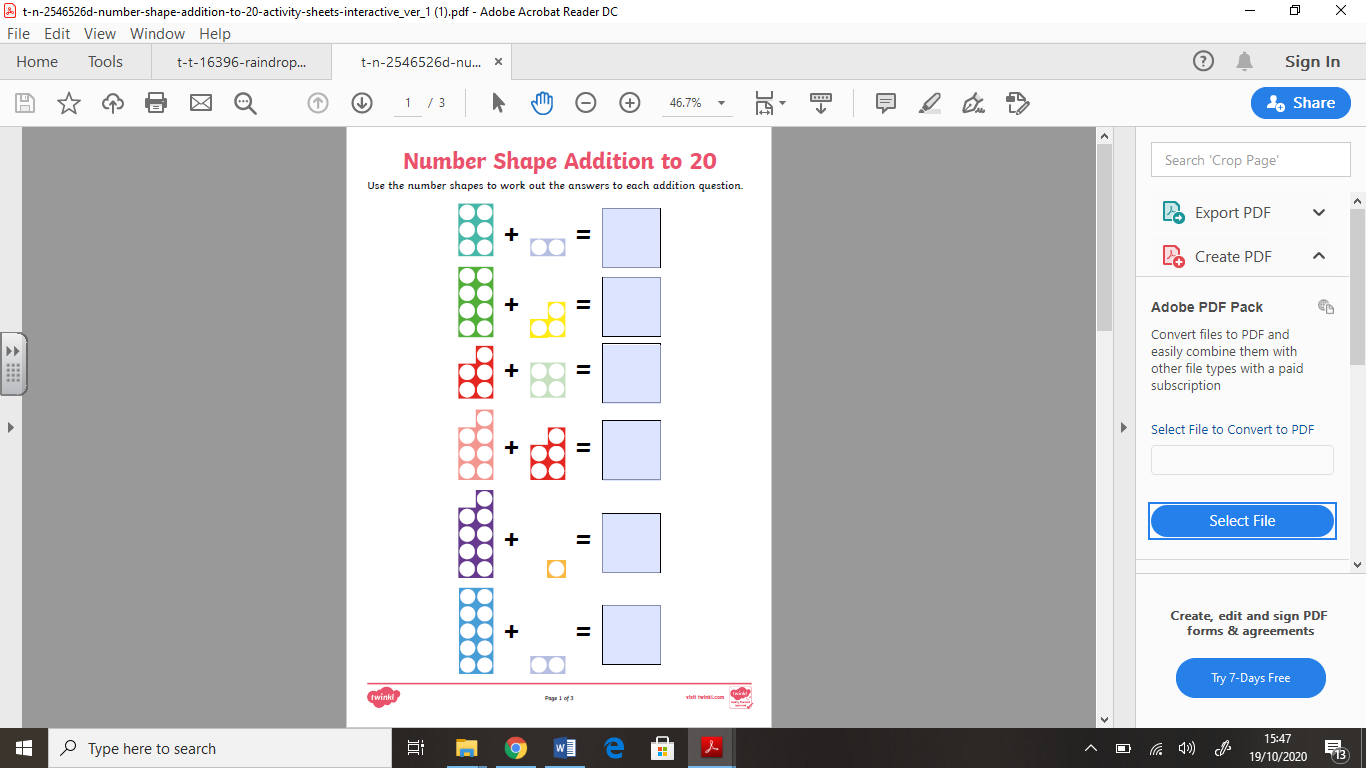 t-n-2546526d-number-shape-addition-to-20-activity-sheets-interactive_ver_1 (1).pdf - Adobe Acrobat Reader DC
File Edit View Window Help
Home Tools t-t-16396-raindrop... t-n-2546526d-nu... ×
Sign In
1 / 3 46.7%
Share
Number Shape Addition to 20
Use the number shapes to work out the answers to each addition question.
+ =
+ =
+ =
+ =
+ =
+ =
twinkl Page 1 of 3 visit twinkl.com twinkl
Search 'Crop Page'
Export PDF
Create PDF
Adobe PDF Pack
Convert files to PDF and
easily combine them with
other file types with a paid
subscription
Select File to Convert to PDF
Select File
Create, edit and sign PDF
forms & agreements
Try 7-Days Free
Type here to search
15:47
19/10/2020
13